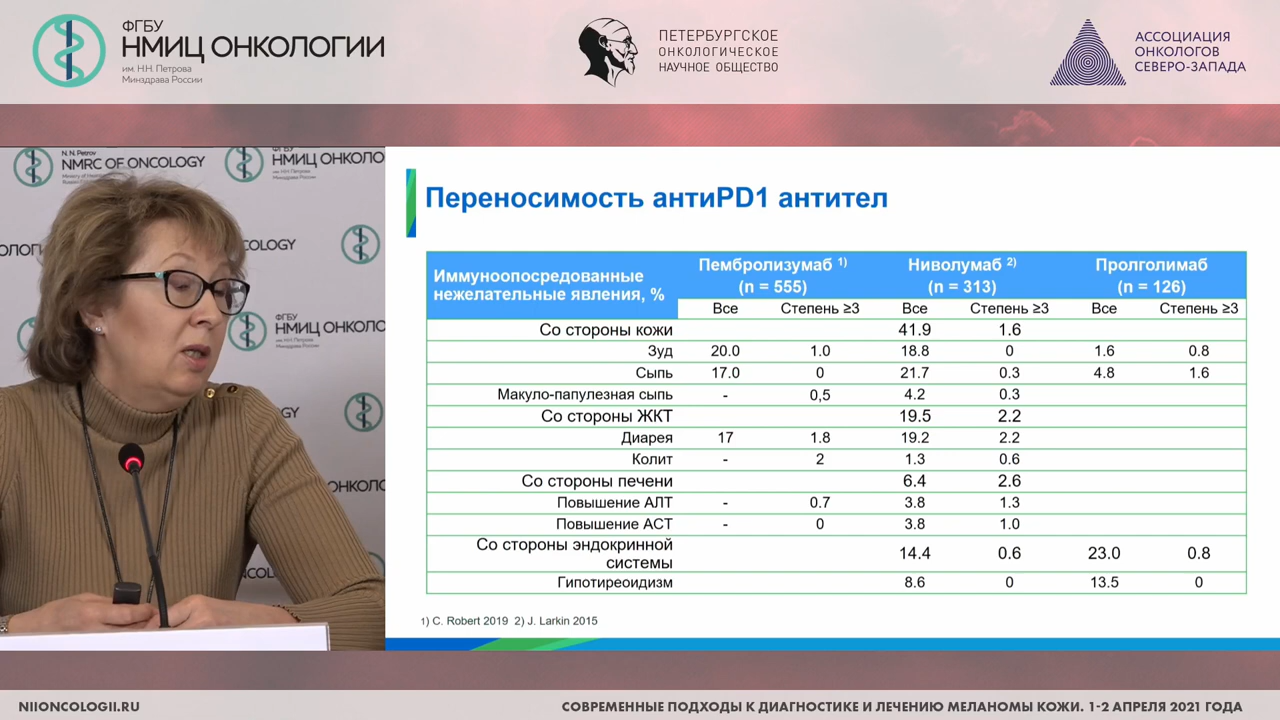 ФГБУ
НМИЦ ОНКОЛОГИИ
им. Н.Н. Петрова
Минздрава России
ПЕТЕРБУРГСКОЕ
ОНКОЛОГИЧЕСКОЕ
НАУЧНОЕ ОБЩЕСТВО
АССОЦИАЦИЯ
ОНКОЛОГОВ
СЕВЕРО-ЗАПАДА
N.N. Petrov
NMRC OF ONCOLOGY
НМИЦ ОНКОЛО
ONCOLOGY
ФГБУ
НМИЦ ОНКОЛО
Переносимость антиPD1 антител
Иммуноопосредованные нежелательные явления, % Пембролизумаб 1) (n = 555) Ниволумаб 2) (n = 313) Пролголимаб (n = 126)
Все Степень ≥3 Все Степень ≥3 Все Степень ≥3
Со стороны кожи 41.9 1.6
Зуд 20.0 1.0 18.8 0 1.6 0.8
Сыпь 17.0 0 21.7 0.3 4.8 1.6
Макуло-папулезная сыпь - 0,5 4.2 0.3
Со стороны ЖКТ 19.5 2.2
Диарея 17 1.8 19.2 2.2
Колит - 2 1.3 0.6
Со стороны печени 6.4 2.6
Повышение АЛТ - 0.7 3.8 1.3
Повышение АСТ - 0 3.8 1.0
Со стороны эндокринной системы 14.4 0.6 23.0 0.8
Гипотиреоидизм 8.6 0 13.5 0
1) C. Robert 2019 2) J. Larkin 2015
NIIONCOLOGII.RU
СОВРЕМЕННЫЕ ПОДХОДЫ К ДИАГНОСТИКЕ И ЛЕЧЕНИЮ МЕЛАНОМЫ КОЖИ. 1-2 АПРЕЛЯ 2021 ГОДА